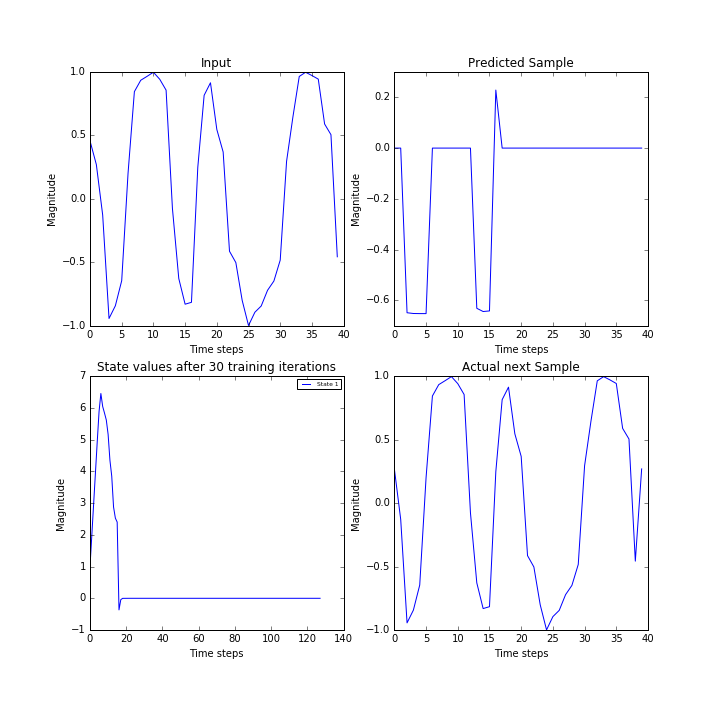 Input
Predicted Sample
1.0
0.5
0.0
−0.5
−1.0
0.2
0.0
−0.2
−0.4
−0.6
Magnitude
Magnitude
0 5 10 15 20 25 30 35 40
0 5 10 15 20 25 30 35 40
Time steps
Time steps
State values after 30 training iterations
Actual next Sample
State 1
7
6
5
4
3
2
1
0
−1
1.0
0.5
0.0
−0.5
−1.0
Magnitude
Magnitude
0 20 40 60 80 100 120 140
0 5 10 15 20 25 30 35 40
Time steps
Time steps